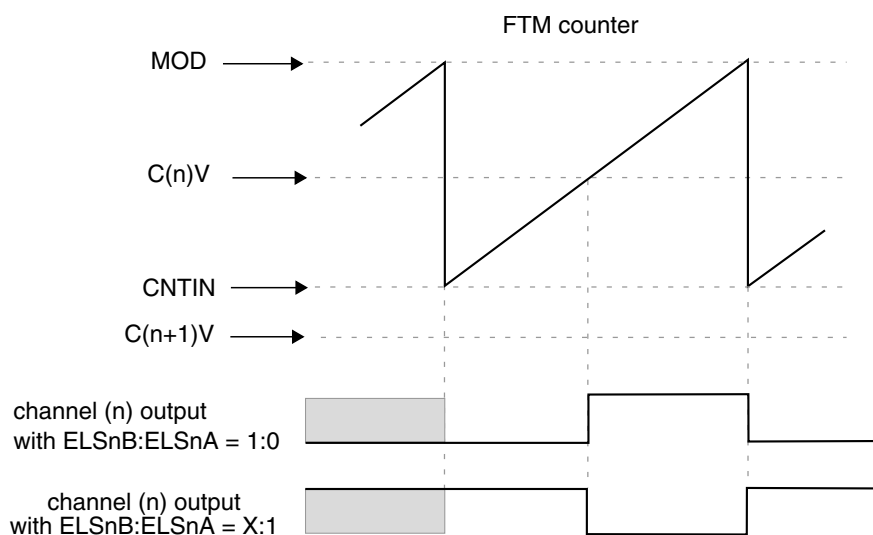 FTM counter
MOD
C(n)V
CNTIN
C(n+1)V
channel (n) output
with ELSnB:ELSnA = 1:0
channel (n) output
with ELSnB:ELSnA = X:1